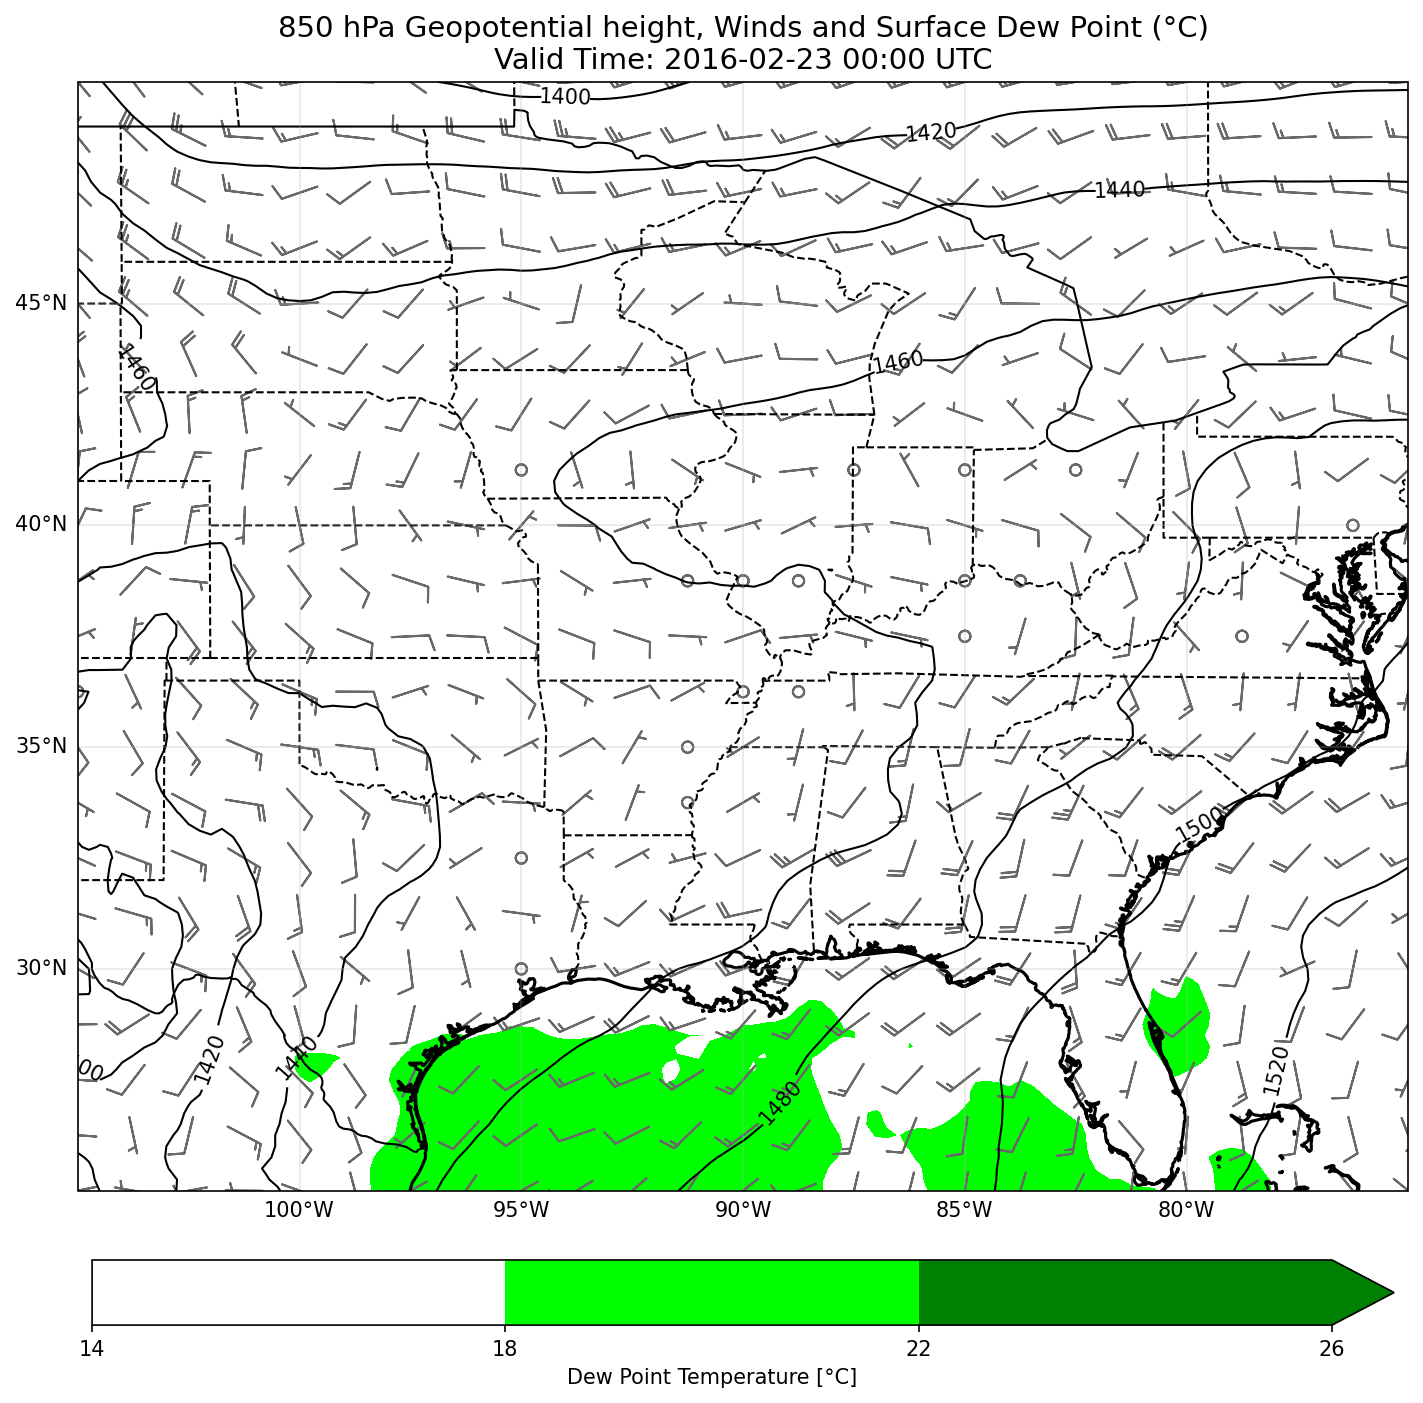 850 hPa Geopotential height, Winds and Surface Dew Point (°C)
Valid Time: 2016-02-23 00:00 UTC
1400
1420
1440
1460
1460
1500
1420
1440
00
1480
1520
45°N
40°N
35°N
30°N
100°W
95°W
90°W
85°W
80°W
14
18
22
26
Dew Point Temperature [°C]